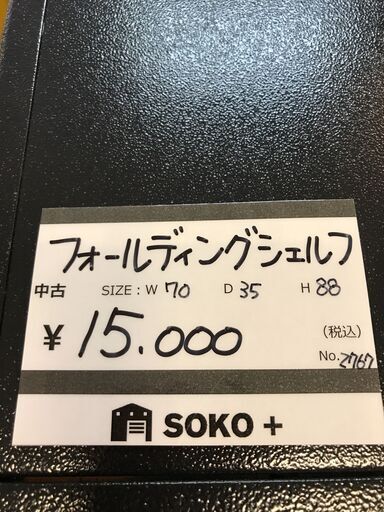 フォールディングシェルフ
中古 SIZE : W 70 D 35 H 88
¥15.000 (税込)
No. 2767
SOKO +